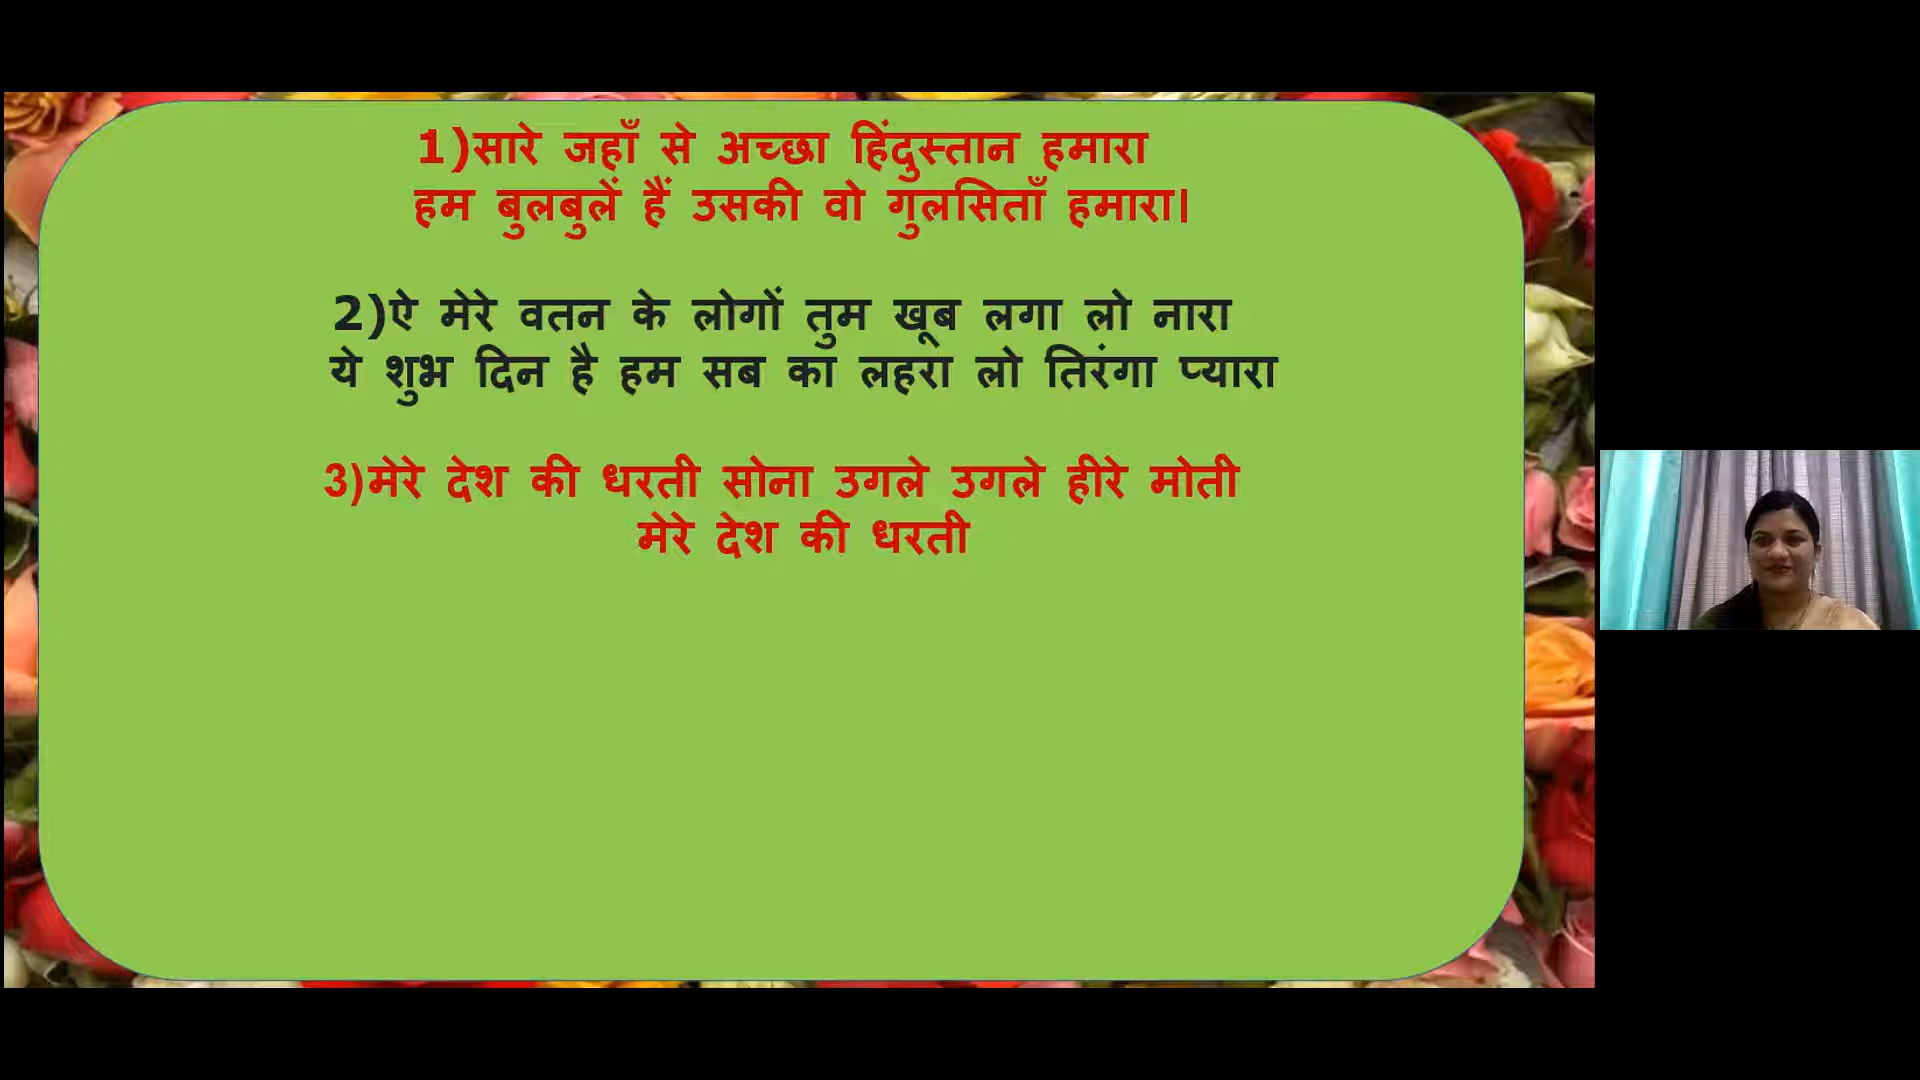 1)सारे जहाँ से अच्छा हिंदुस्तान हमारा
हम बुलबुलें हैं उसकी वो गुलसिताँ हमारा।
2)ऐ मेरे वतन के लोगों तुम खूब लगा लो नारा
ये शुभ दिन है हम सब का लहरा लो तिरंगा प्यारा
3)मेरे देश की धरती सोना उगले उगले हीरे मोती
मेरे देश की धरती